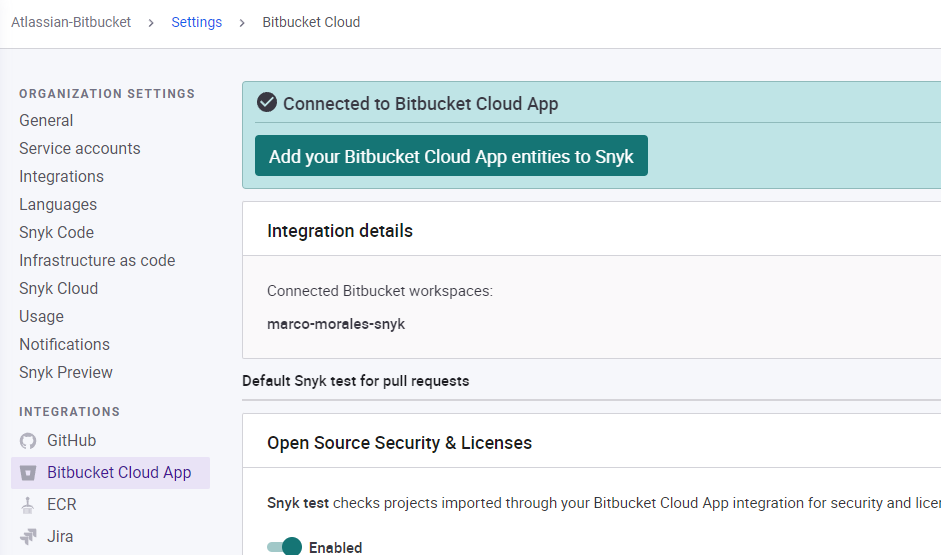 Atlassian-Bitbucket > Settings > Bitbucket Cloud
ORGANIZATION SETTINGS
General
Service accounts
Integrations
Languages
Snyk Code
Infrastructure as code
Snyk Cloud
Usage
Notifications
Snyk Preview
INTEGRATIONS
GitHub
Bitbucket Cloud App
ECR
Jira
Connected to Bitbucket Cloud App
Add your Bitbucket Cloud App entities to Snyk
Integration details
Connected Bitbucket workspaces:
marco-morales-snyk
Default Snyk test for pull requests
Open Source Security & Licenses
Snyk test checks projects imported through your Bitbucket Cloud App integration for security and
Enabled